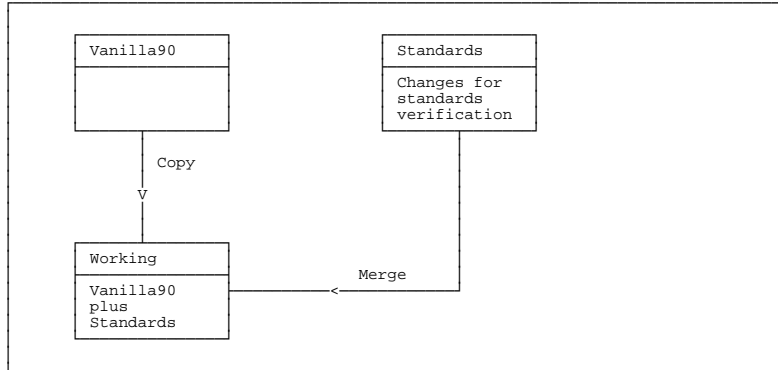 Vanilla90
Standards
Changes for
standards
verification
Copy
V
Working
Merge
Vanilla90
plus
Standards
<